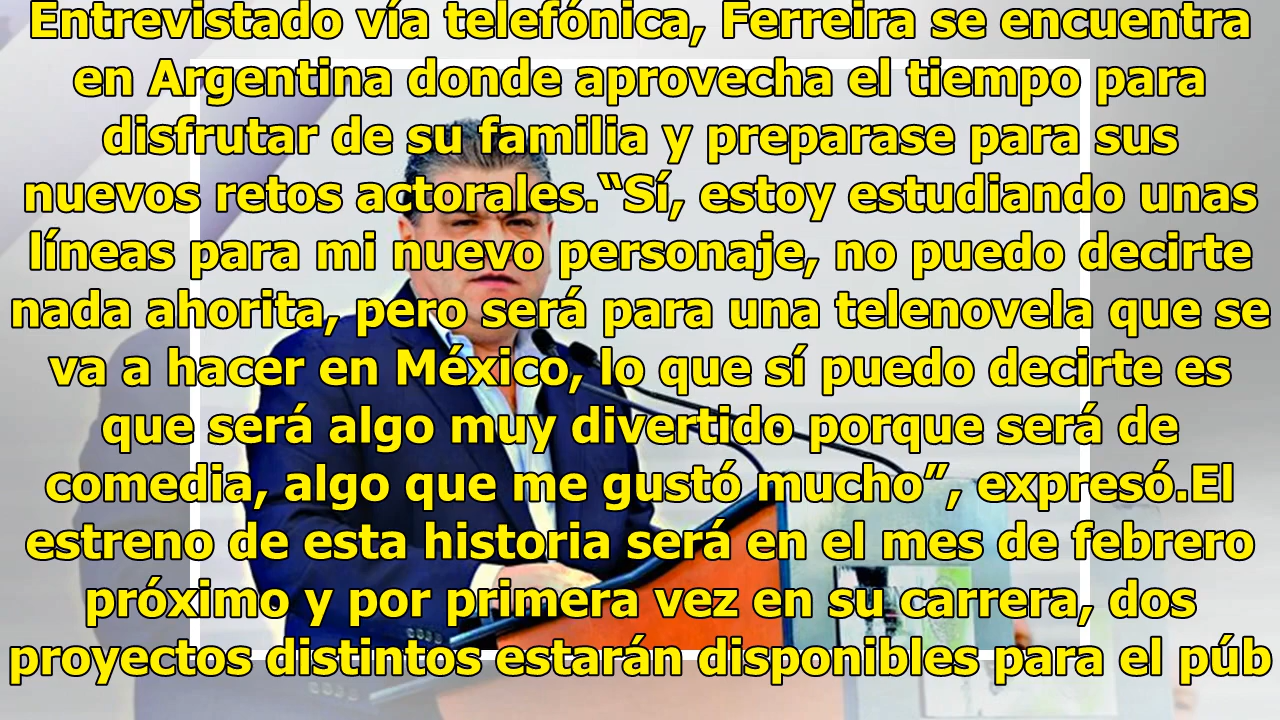 Entrevistado vía telefónica, Ferreira se encuentra
en Argentina donde aprovecha el tiempo para
disfrutar de su familia y preparase para sus
nuevos retos actorales.“Sí, estoy estudiando unas
líneas para mi nuevo personaje, no puedo decirte
nada ahorita, pero será para una telenovela que se
va a hacer en México, lo que sí puedo decirte es
que será algo muy divertido porque será de
comedia, algo que me gustó mucho”, expresó.El
estreno de esta historia será en el mes de febrero
próximo y por primera vez en su carrera, dos
proyectos distintos estarán disponibles para el púb